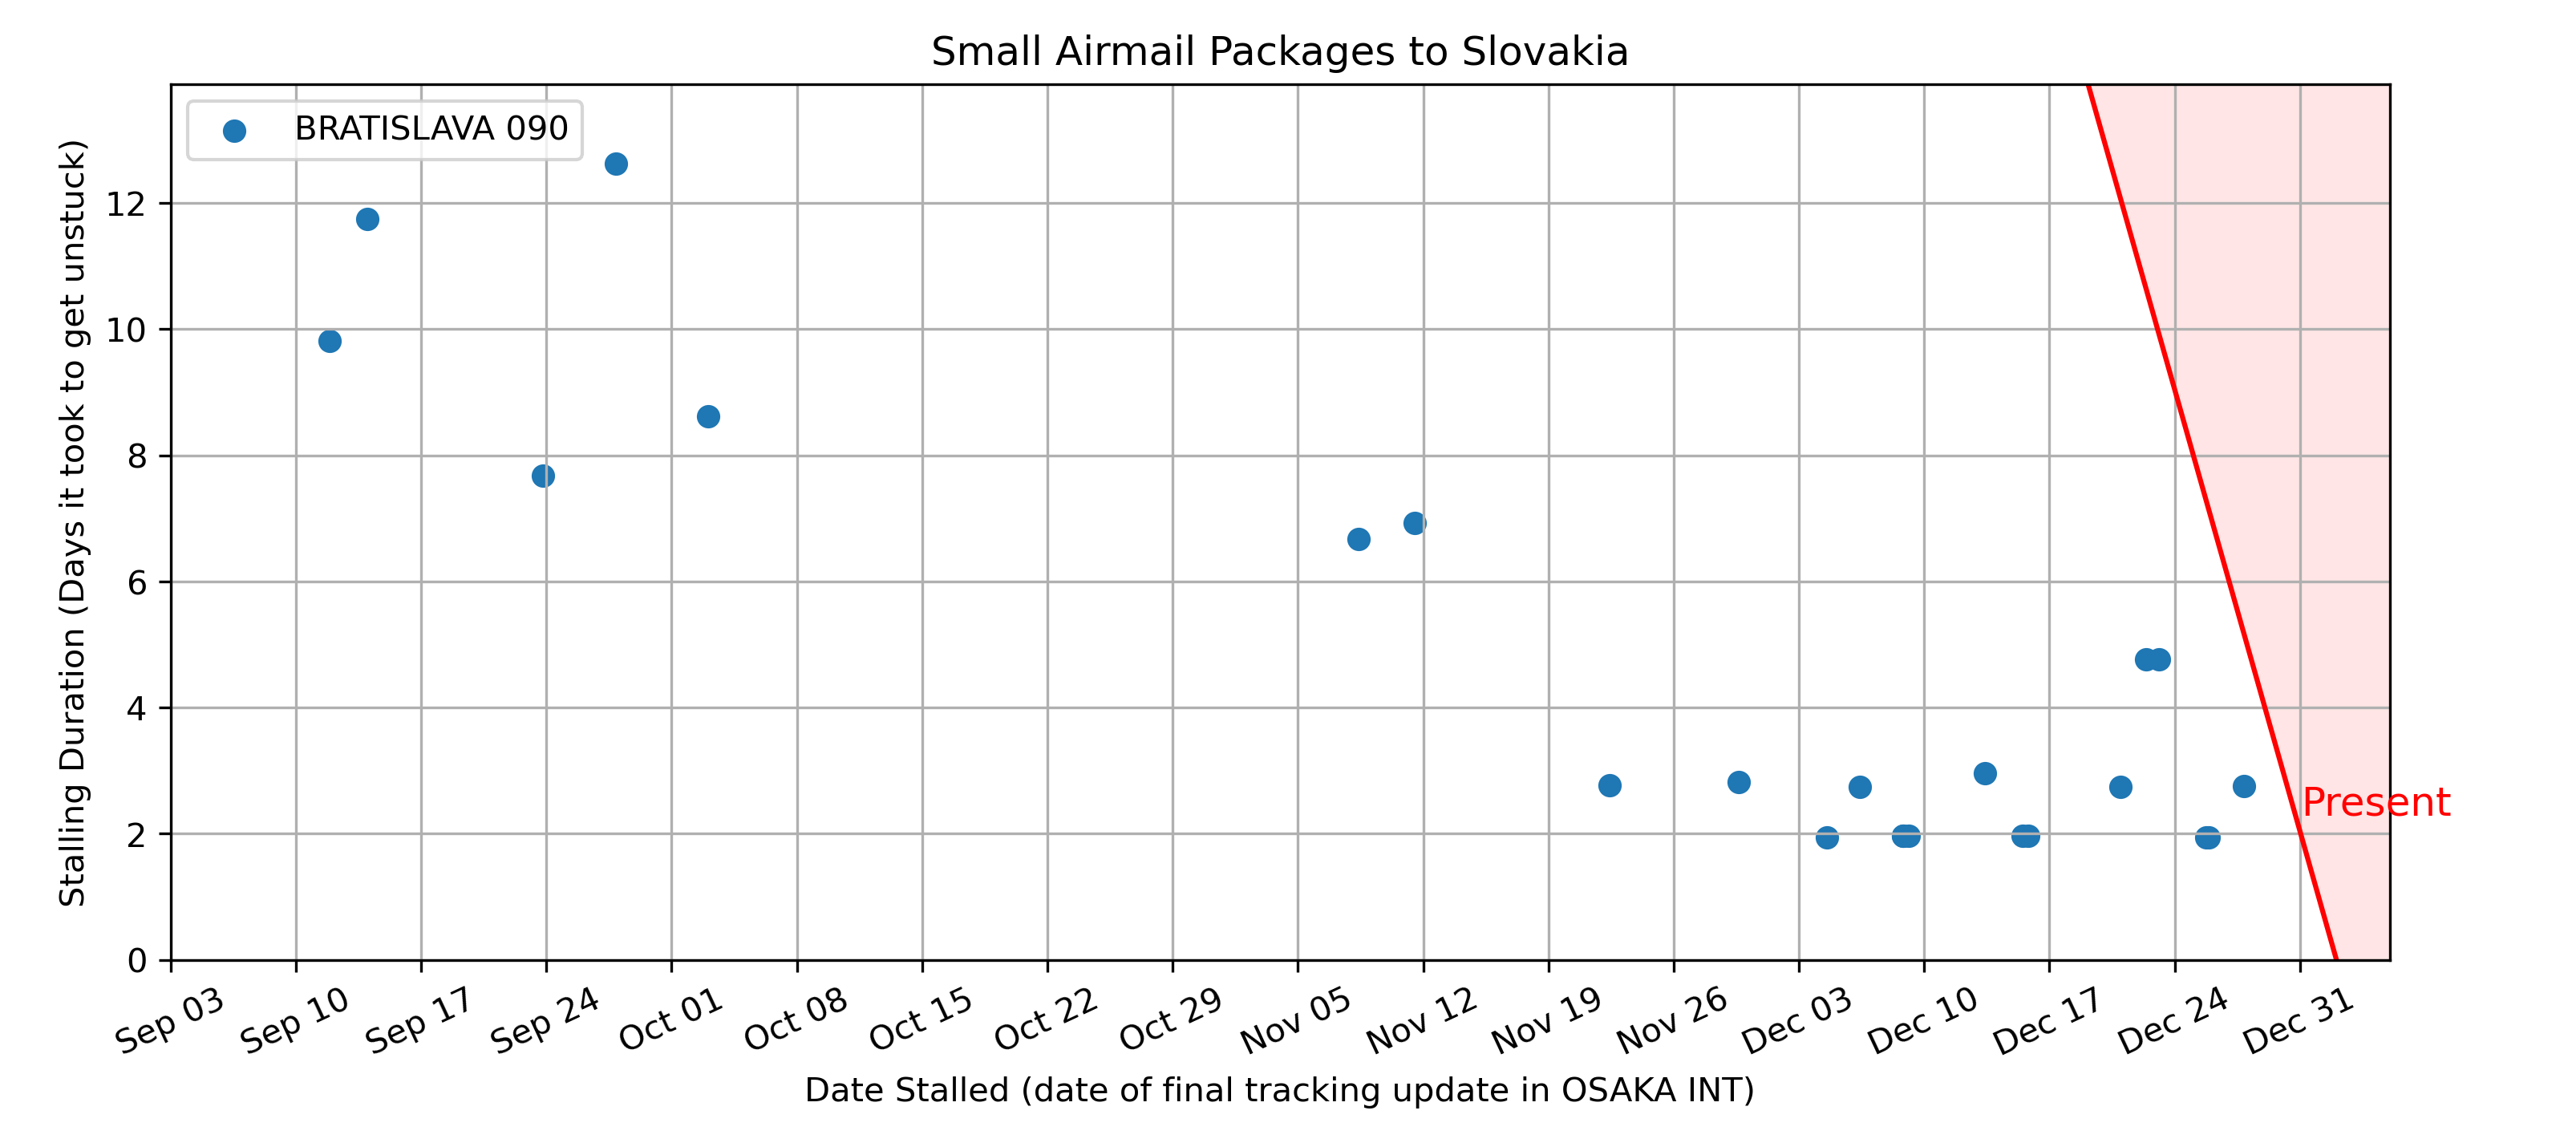 Small Airmail Packages to Slovakia
BRATISLAVA 090
Stalling Duration (Days it took to get unstuck)
12
10
8
6
4
2
0
Present
Sep 03
Sep 10
Sep 17
Sep 24
Oct 01
Oct 08
Oct 15
Oct 22
Oct 29
Nov 05
Nov 12
Nov 19
Nov 26
Dec 03
Dec 10
Dec 17
Dec 24
Dec 31
Date Stalled (date of final tracking update in OSAKA INT)